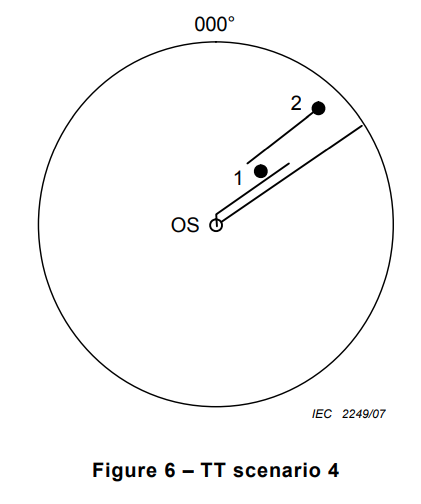 000°
2
1
OS
IEC 2249/07
Figure 6 – TT scenario 4